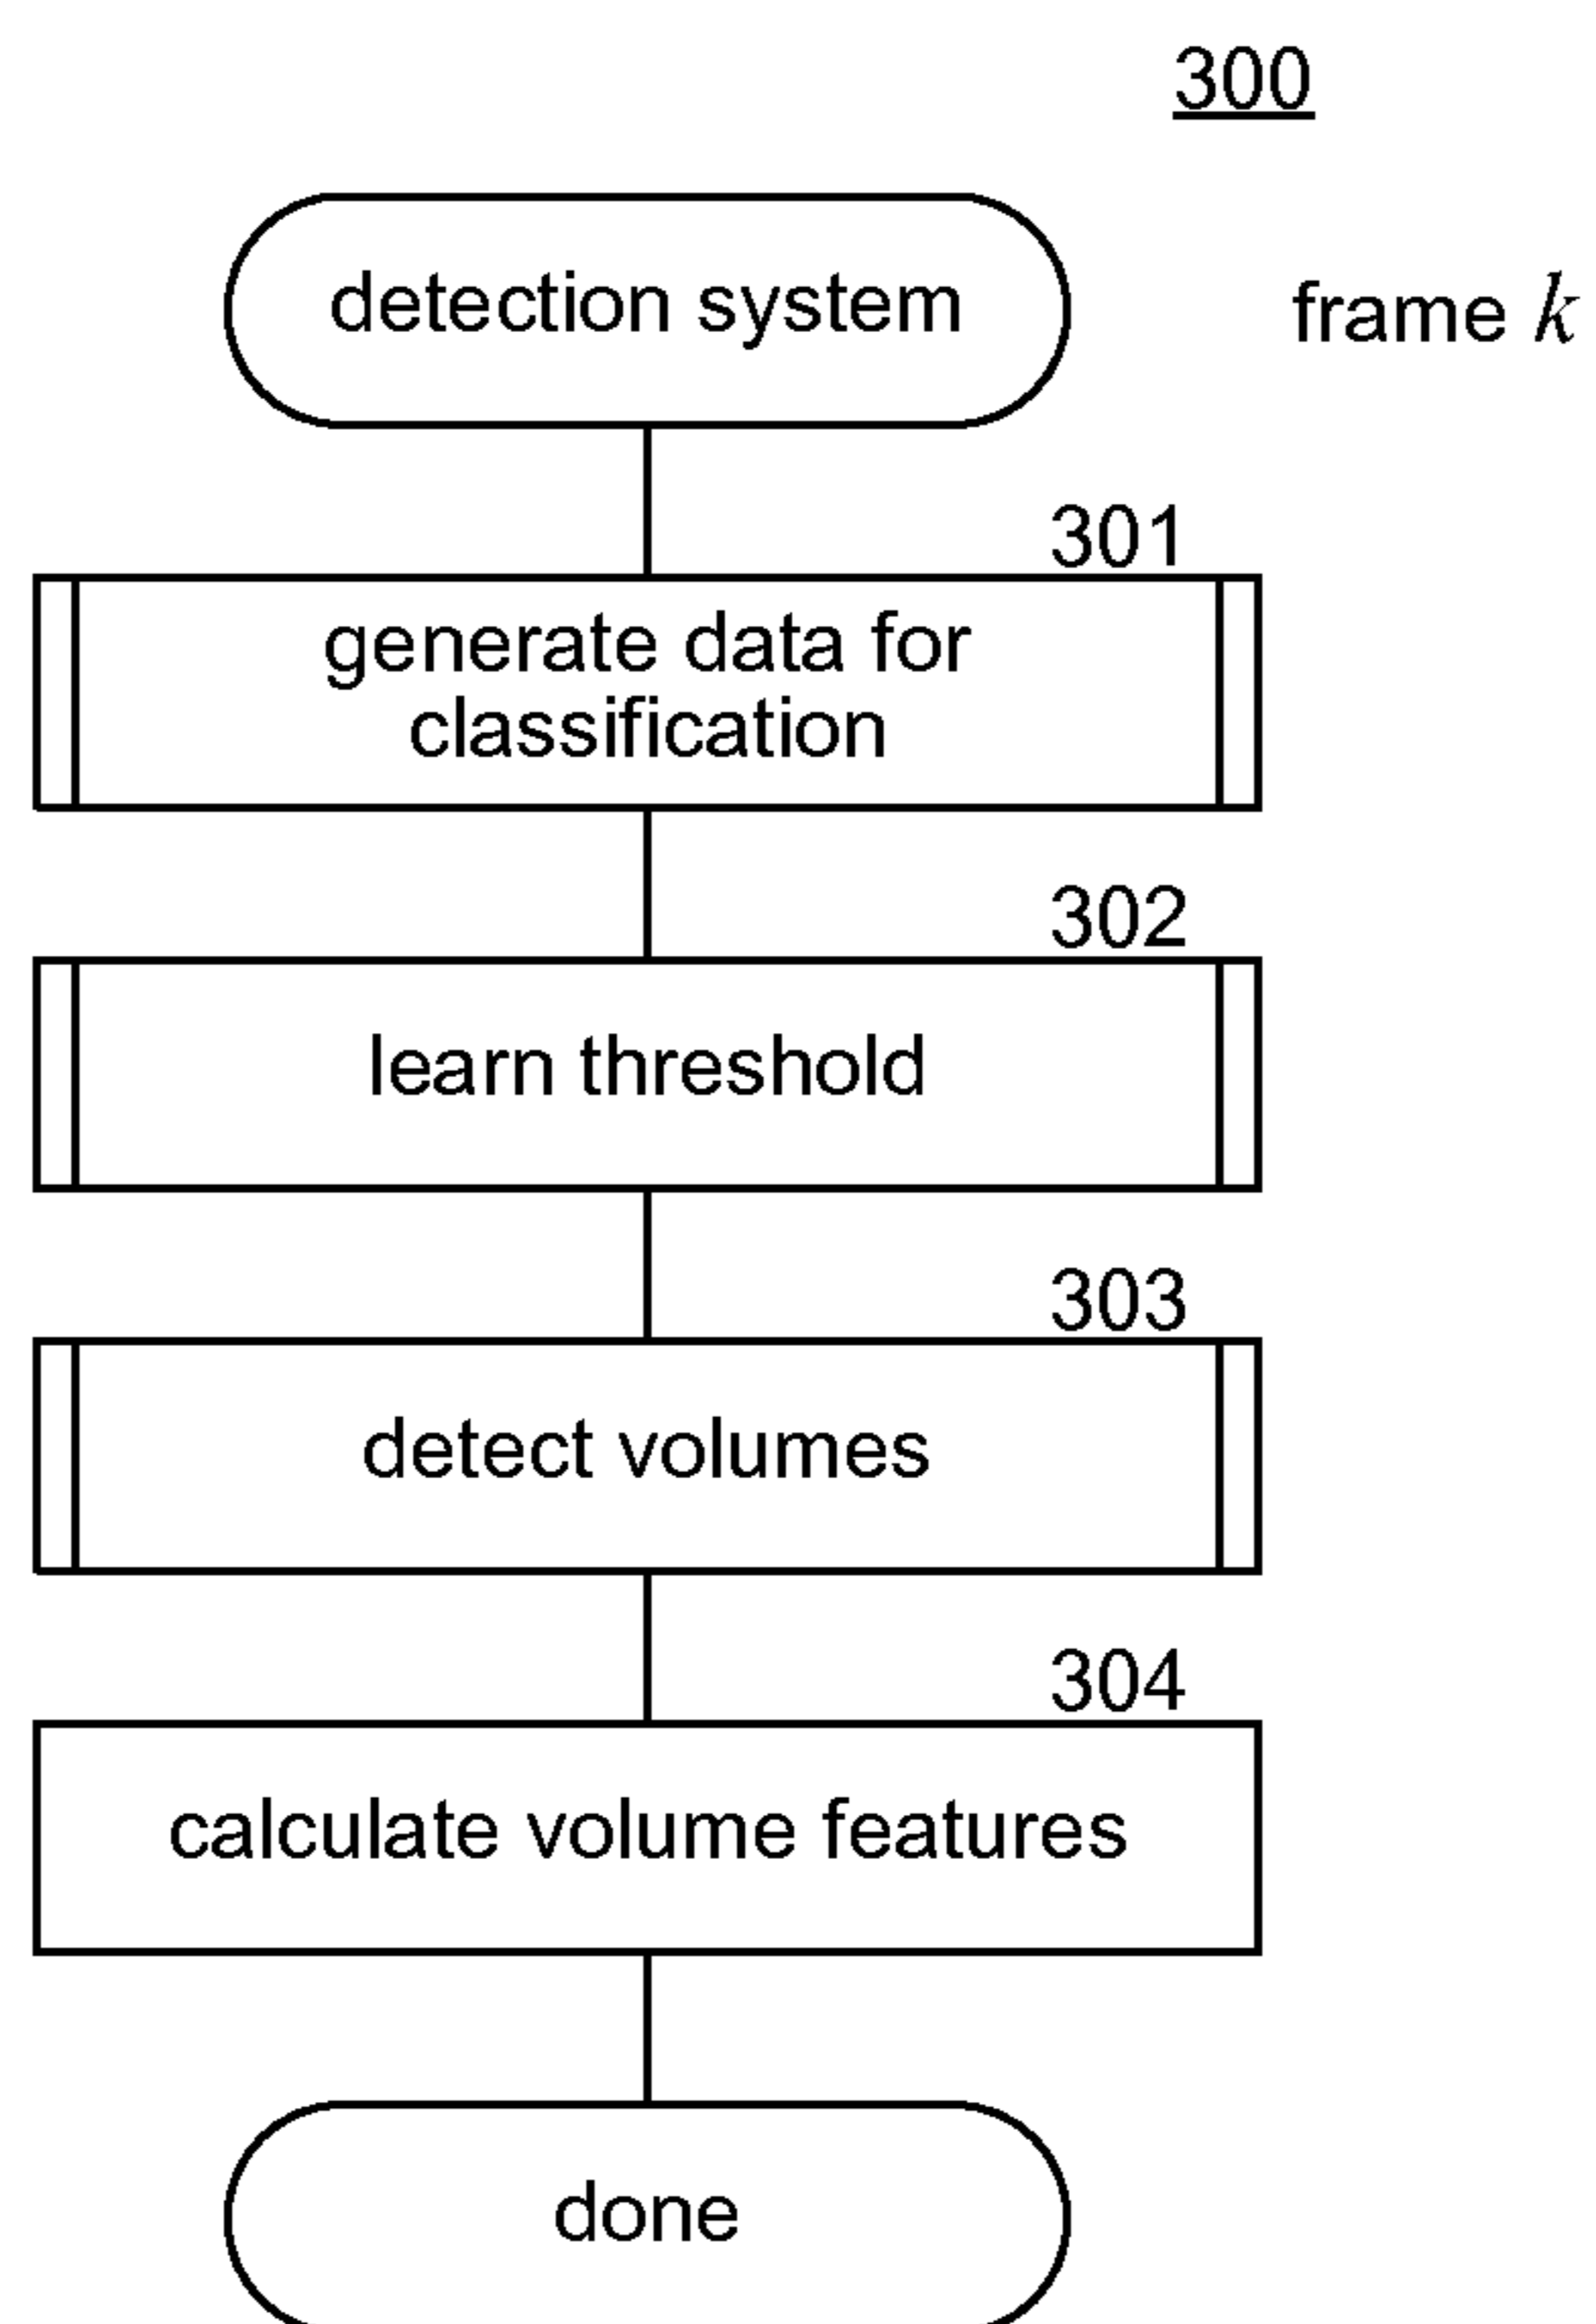 300
detection system
frame k
301
generate data for
classification
302
learn threshold
303
detect volumes
304
calculate volume features
done